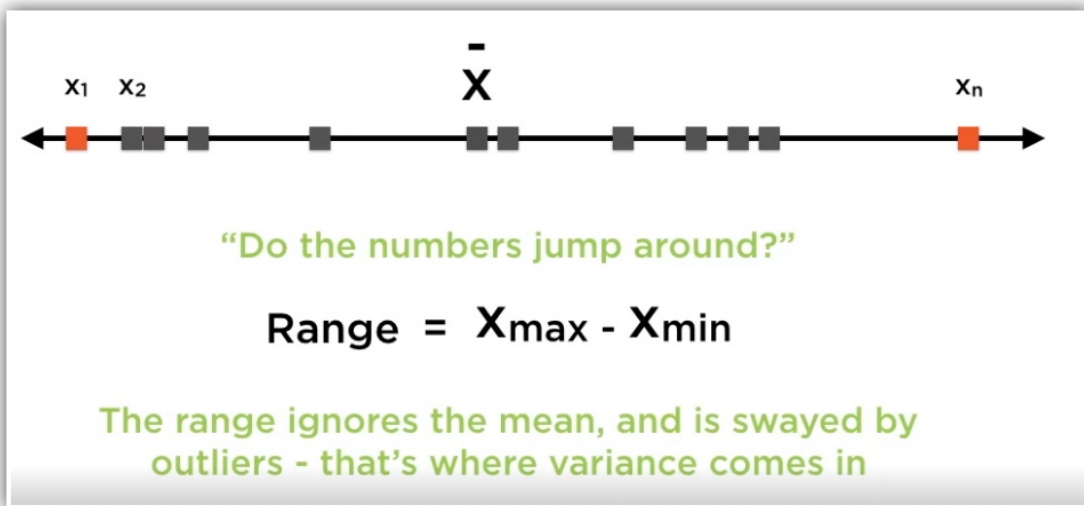 x̄
x₁ x₂ xₙ
“Do the numbers jump around?”
Range = Xmax - Xmin
The range ignores the mean, and is swayed by
outliers - that’s where variance comes in